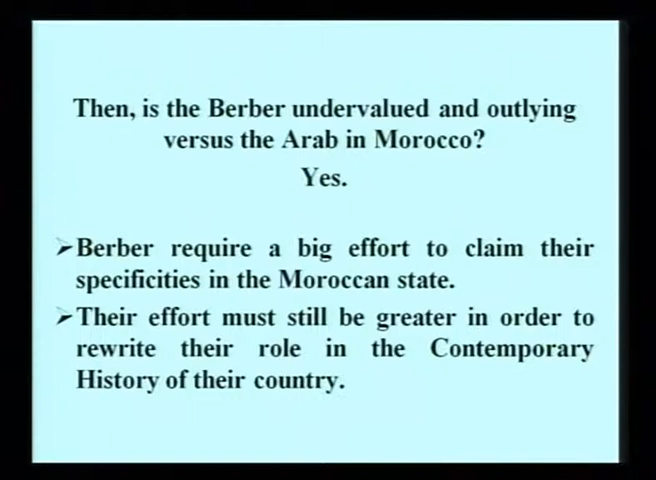 Then, is the Berber undervalued and outlying
versus the Arab in Morocco?
Yes.
➢Berber require a big effort to claim their
specificities in the Moroccan state.
➢Their effort must still be greater in order to
rewrite their role in the Contemporary
History of their country.